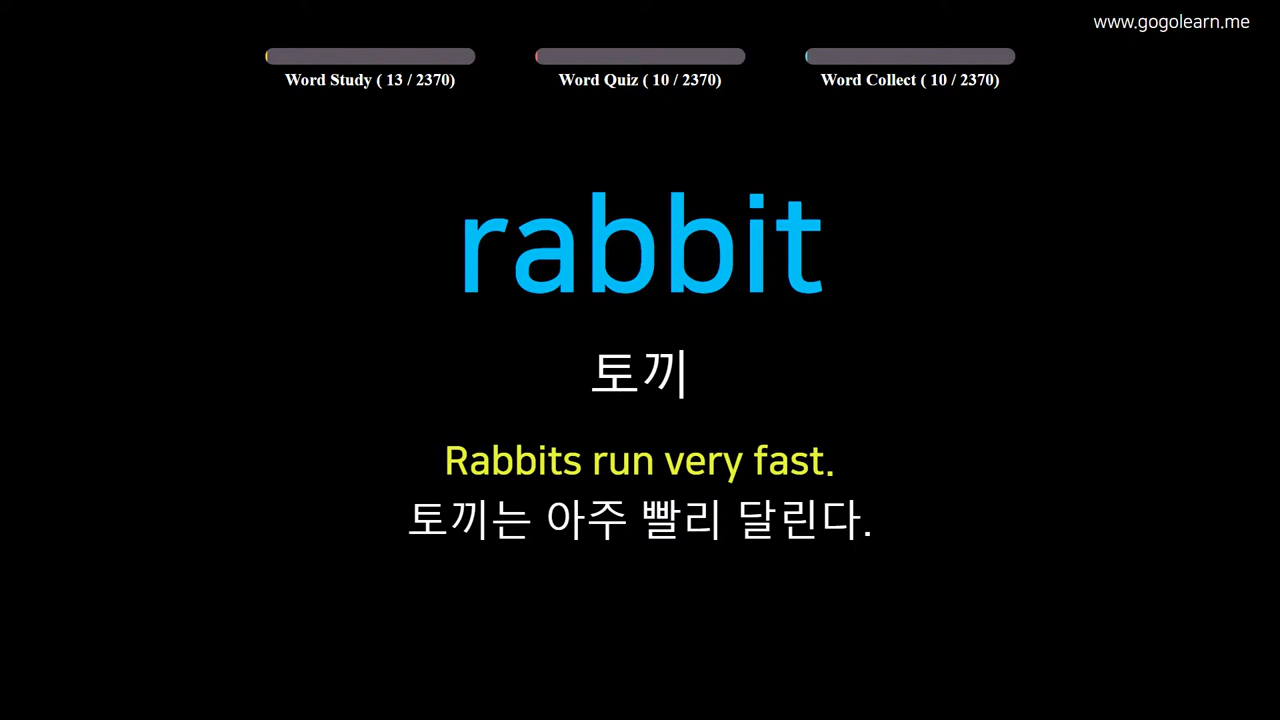 www.gogolearn.me
Word Study ( 13 / 2370)
Word Quiz ( 10 / 2370)
Word Collect ( 10 / 2370)
rabbit
토끼
Rabbits run very fast.
토끼는 아주 빨리 달린다.